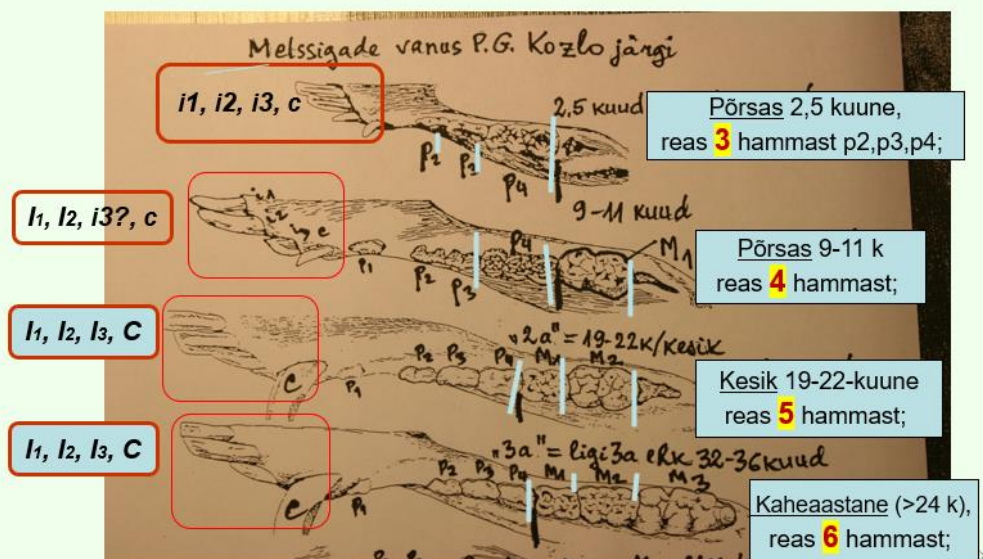 Metssigade vanus P.G. Kozlo järgi
i1, i2, i3, c
2,5 kuud
Põrsas 2,5 kuune,
reas 3 hammast p2,p3,p4;
P2 P3 P4
I1, I2, i3?, c
i1
i2
i3 c
9-11 kuud
P1 P2 P3 P4 M1
Põrsas 9-11 k
reas 4 hammast;
I1, I2, I3, C
„2a" = 19-22k/kesik
C P1 P2 P3 P4 M1 M2
Kesik 19-22-kuune
reas 5 hammast;
I1, I2, I3, C
„3a" = ligi 3a ehk 32-36 kuud
C P1 P2 P3 P4 M1 M2 M3
Kaheaastane (>24 k),
reas 6 hammast;